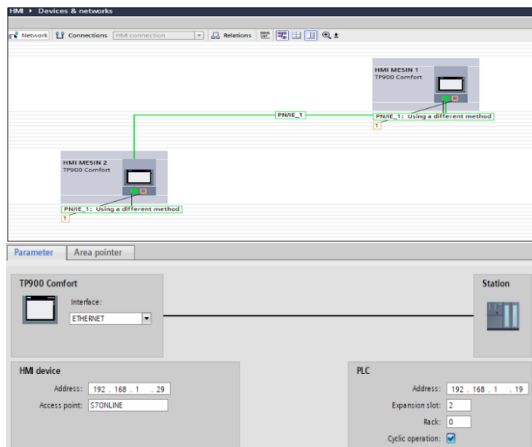 HMI ▸ Devices & networks
Network Connections HMI connection Relations
HMI MESIN 1
TP900 Comfort
PN/IE_1
PN/IE_1: Using a different method
1
HMI MESIN 2
TP900 Comfort
PN/IE_1: Using a different method
1
Parameter Area pointer
TP900 Comfort Station
Interface:
ETHERNET
HMI device PLC
Address: 192 . 168 . 1 . 29 Address: 192 . 168 . 1 . 19
Access point: S7ONLINE Expansion slot: 2
Rack: 0
Cyclic operation: